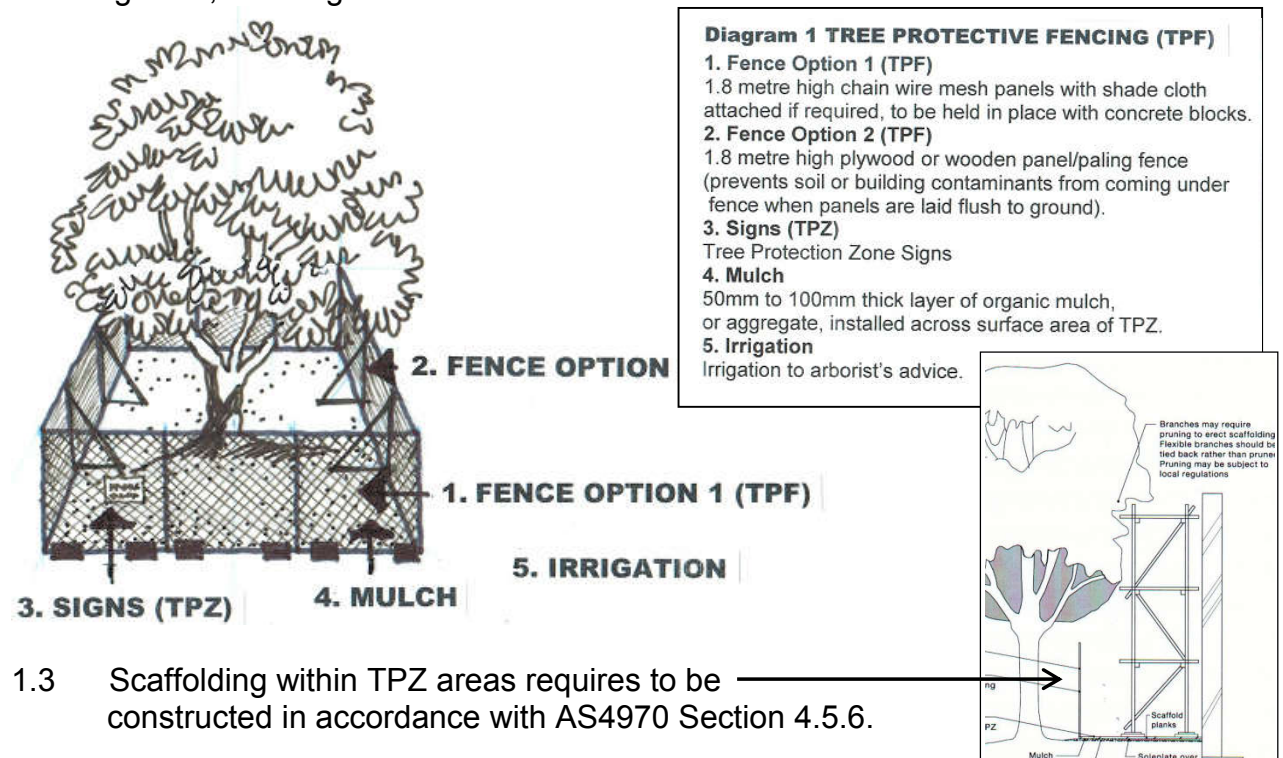 Diagram 1 TREE PROTECTIVE FENCING (TPF)
1. Fence Option 1 (TPF)
1.8 metre high chain wire mesh panels with shade cloth
attached if required, to be held in place with concrete blocks.
2. Fence Option 2 (TPF)
1.8 metre high plywood or wooden panel/paling fence
(prevents soil or building contaminants from coming under
fence when panels are laid flush to ground).
3. Signs (TPZ)
Tree Protection Zone Signs
4. Mulch
50mm to 100mm thick layer of organic mulch,
or aggregate, installed across surface area of TPZ.
5. Irrigation
Irrigation to arborist's advice.
2. FENCE OPTION
1. FENCE OPTION 1 (TPF)
5. IRRIGATION
4. MULCH
3. SIGNS (TPZ)
Branches may require
pruning to erect scaffolding
Flexible branches should be
tied back rather than prune
Pruning may be subject to
local regulations
ng
PZ
Scaffold
planks
Mulch
Soleplate over
1.3 Scaffolding within TPZ areas requires to be
constructed in accordance with AS4970 Section 4.5.6.